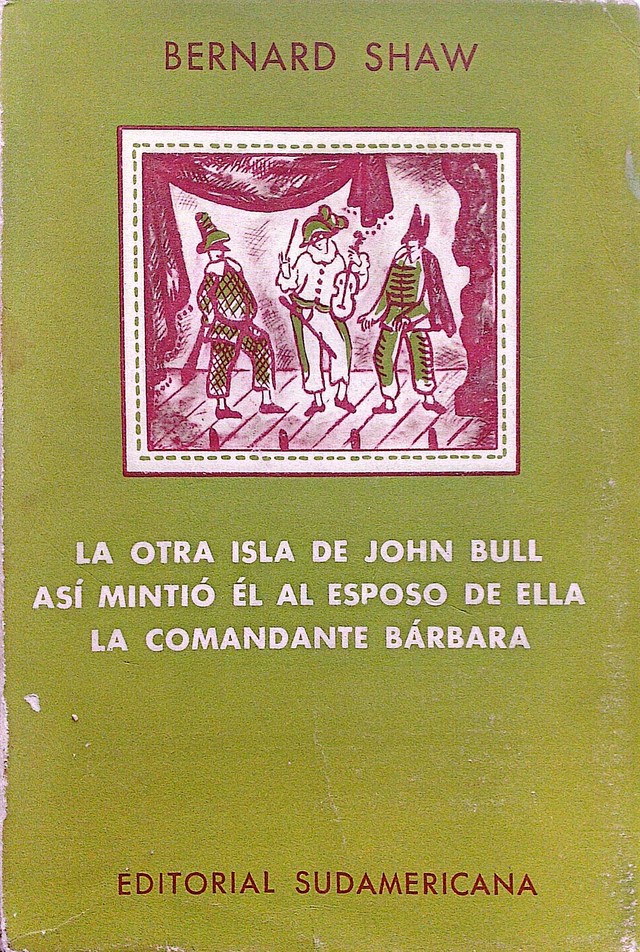 BERNARD SHAW
LA OTRA ISLA DE JOHN BULL
ASÍ MINTIÓ ÉL AL ESPOSO DE ELLA
LA COMANDANTE BÁRBARA
EDITORIAL SUDAMERICANA